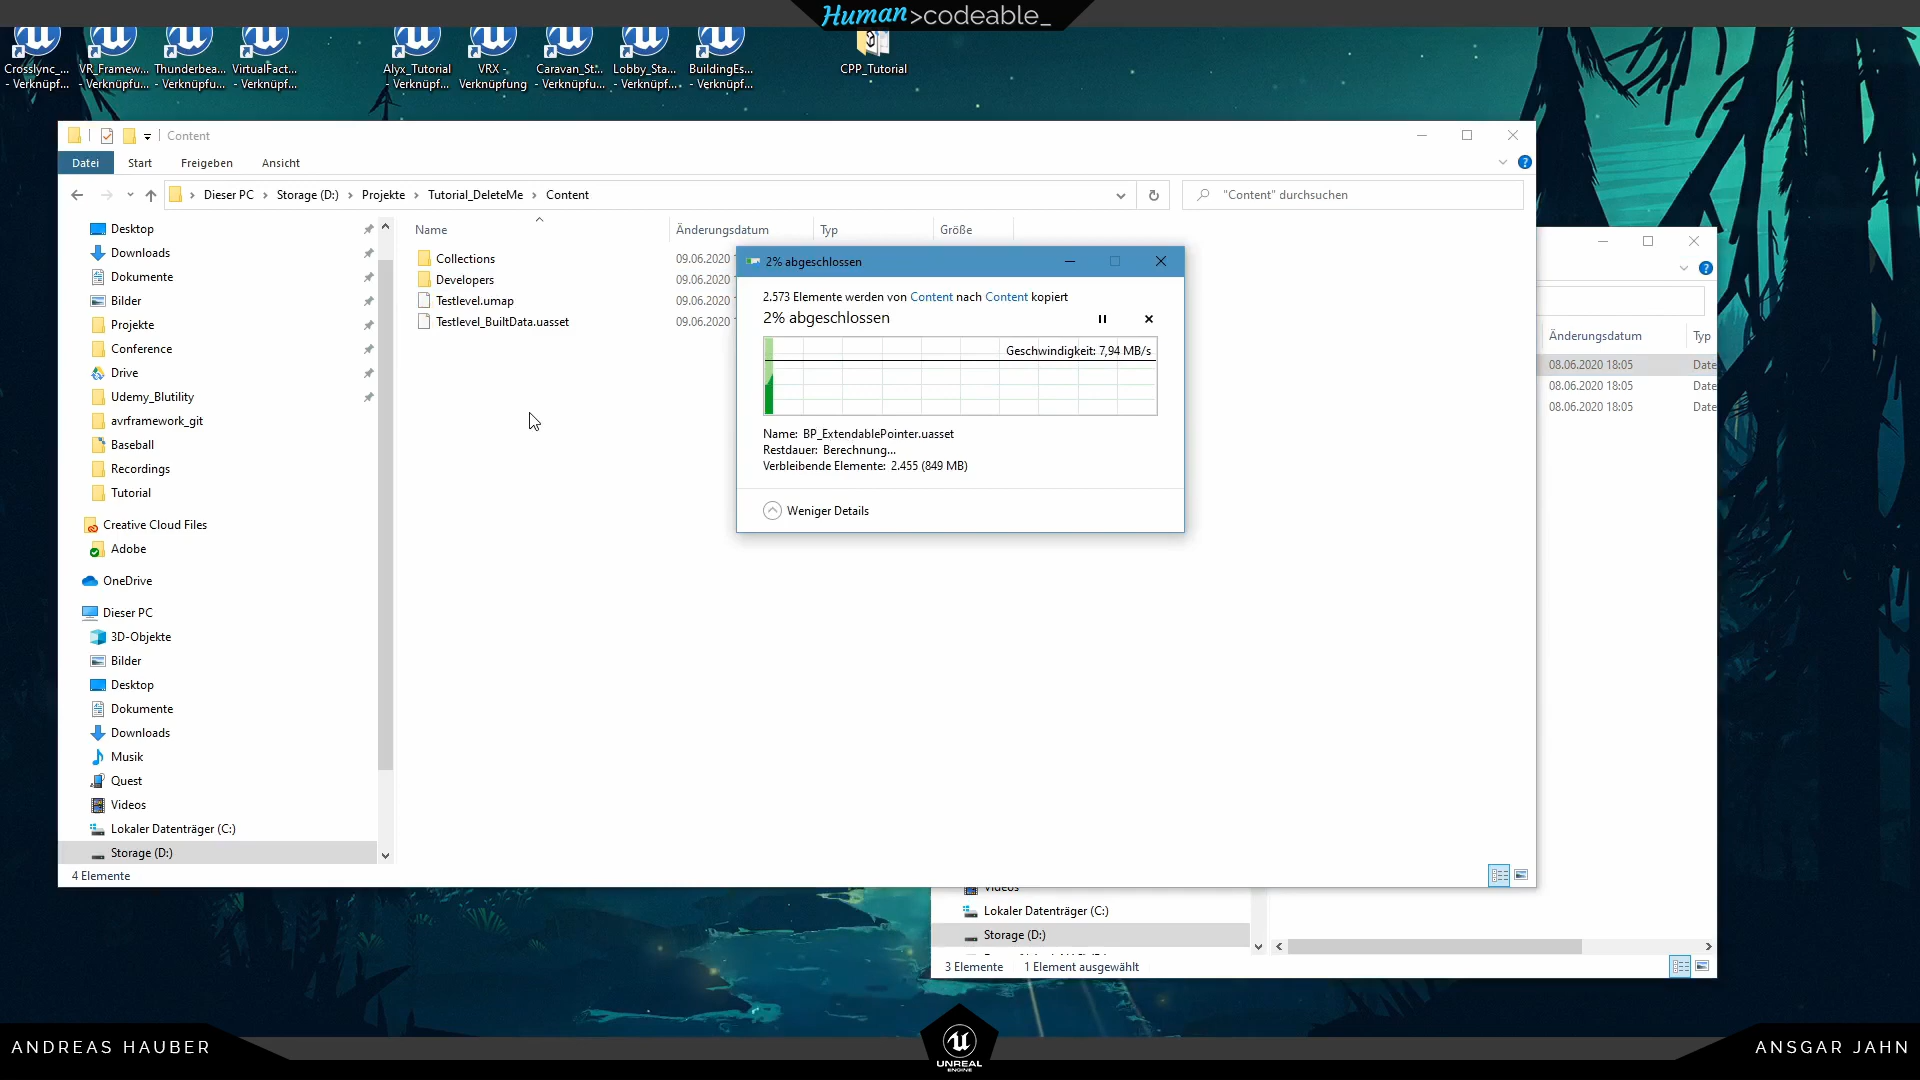 Human>codeable_
Crosslync_...
- Verknüpf...
VR_Framew...
- Verknüpfu...
Thunderbea...
- Verknüpfu...
VirtualFact...
- Verknüpf...
Alyx_Tutorial
- Verknüpf...
VRX -
Verknüpfung
Caravan_St...
- Verknüpfu...
Lobby_Sta...
- Verknüpf...
BuildingEs...
- Verknüpf...
CPP_Tutorial
Content
Datei Start Freigeben Ansicht
Dieser PC > Storage (D:) > Projekte > Tutorial_DeleteMe > Content
"Content" durchsuchen
Desktop
Downloads
Dokumente
Bilder
Projekte
Conference
Drive
Udemy_Blutility
avrframework_git
Baseball
Recordings
Tutorial
Creative Cloud Files
Adobe
OneDrive
Dieser PC
3D-Objekte
Bilder
Desktop
Dokumente
Downloads
Musik
Quest
Videos
Lokaler Datenträger (C:)
Storage (D:)
4 Elemente
Name Änderungsdatum Typ Größe
Collections 09.06.2020
Developers 09.06.2020
Testlevel.umap 09.06.2020
Testlevel_BuiltData.uasset 09.06.2020
2% abgeschlossen
2.573 Elemente werden von Content nach Content kopiert
2% abgeschlossen
Geschwindigkeit: 7,94 MB/s
Name: BP_ExtendablePointer.uasset
Restdauer: Berechnung...
Verbleibende Elemente: 2.455 (849 MB)
Weniger Details
Änderungsdatum Typ
08.06.2020 18:05 Date
08.06.2020 18:05 Date
08.06.2020 18:05 Date
Videos
Lokaler Datenträger (C:)
Storage (D:)
3 Elemente 1 Element ausgewählt
ANDREAS HAUBER
UNREAL
ENGINE
ANSGAR JAHN